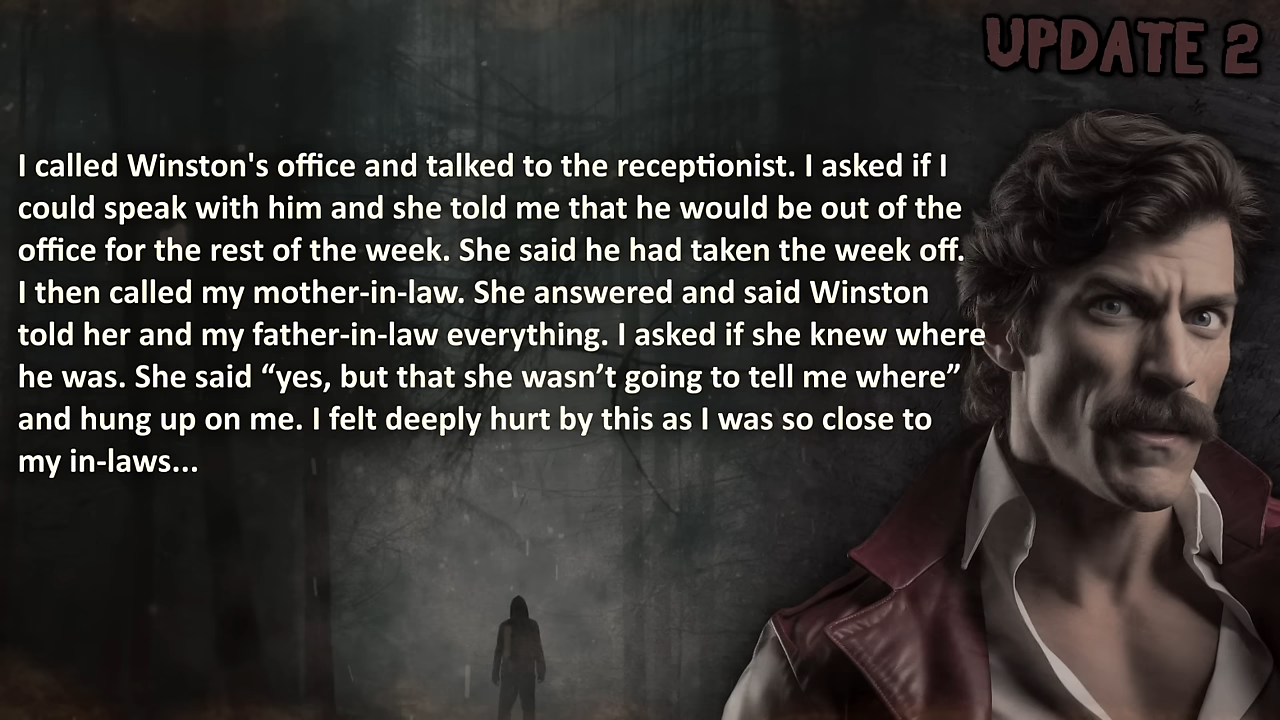 UPDATE 2
I called Winston's office and talked to the receptionist. I asked if I
could speak with him and she told me that he would be out of the
office for the rest of the week. She said he had taken the week off.
I then called my mother-in-law. She answered and said Winston
told her and my father-in-law everything. I asked if she knew where
he was. She said “yes, but that she wasn’t going to tell me where”
and hung up on me. I felt deeply hurt by this as I was so close to
my in-laws...